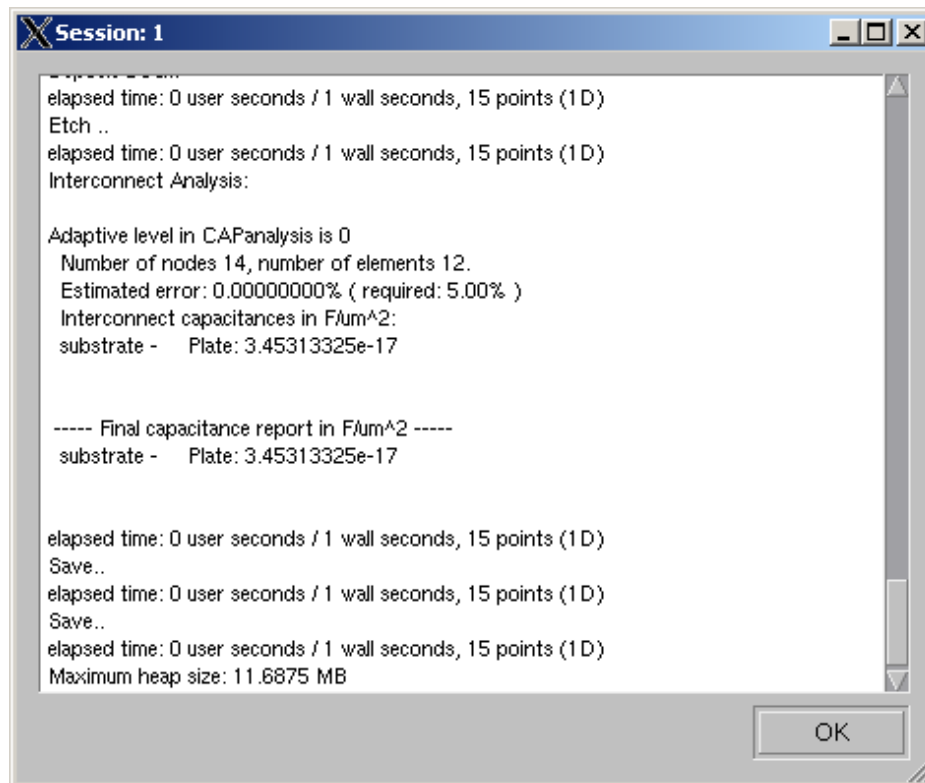 Session: 1
elapsed time: 0 user seconds / 1 wall seconds, 15 points (1D)
Etch ..
elapsed time: 0 user seconds / 1 wall seconds, 15 points (1D)
Interconnect Analysis:
Adaptive level in CAPanalysis is 0
Number of nodes 14, number of elements 12.
Estimated error: 0.00000000% ( required: 5.00% )
Interconnect capacitances in F/um^2:
substrate - Plate: 3.45313325e-17
----- Final capacitance report in F/um^2 -----
substrate - Plate: 3.45313325e-17
elapsed time: 0 user seconds / 1 wall seconds, 15 points (1D)
Save..
elapsed time: 0 user seconds / 1 wall seconds, 15 points (1D)
Save..
elapsed time: 0 user seconds / 1 wall seconds, 15 points (1D)
Maximum heap size: 11.6875 MB
OK